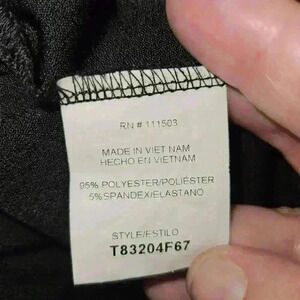 RN # 111503
MADE IN VIET NAM
HECHO EN VIETNAM
95% POLYESTER/POLIÉSTER
5%SPANDEX/ELASTANO
STYLE/ESTILO
T83204F67